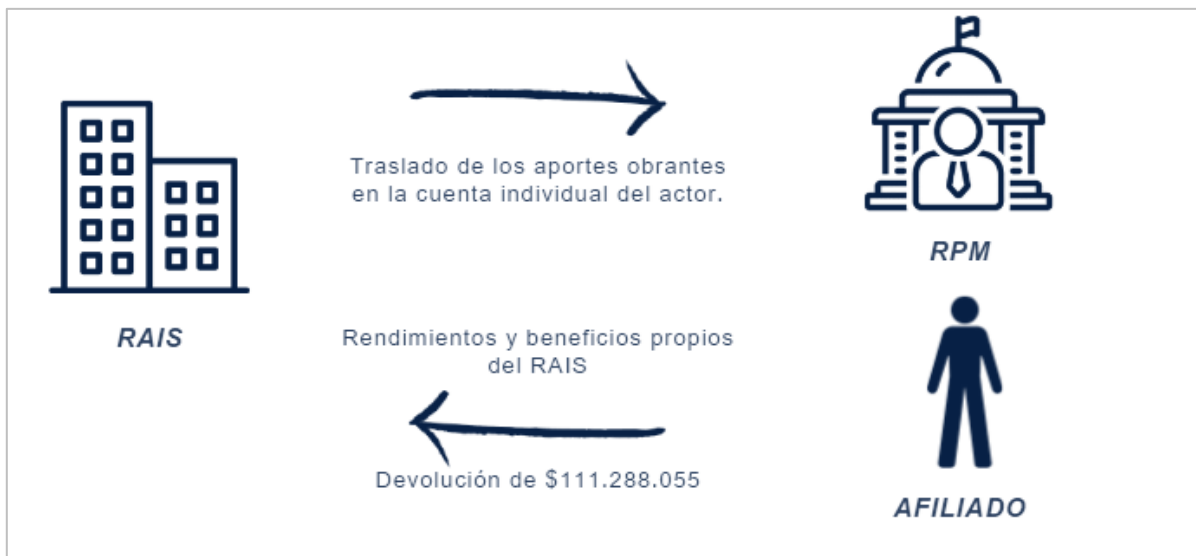 Traslado de los aportes obrantes
en la cuenta individual del actor.
RPM
RAIS
Rendimientos y beneficios propios
del RAIS
Devolución de $111.288.055
AFILIADO